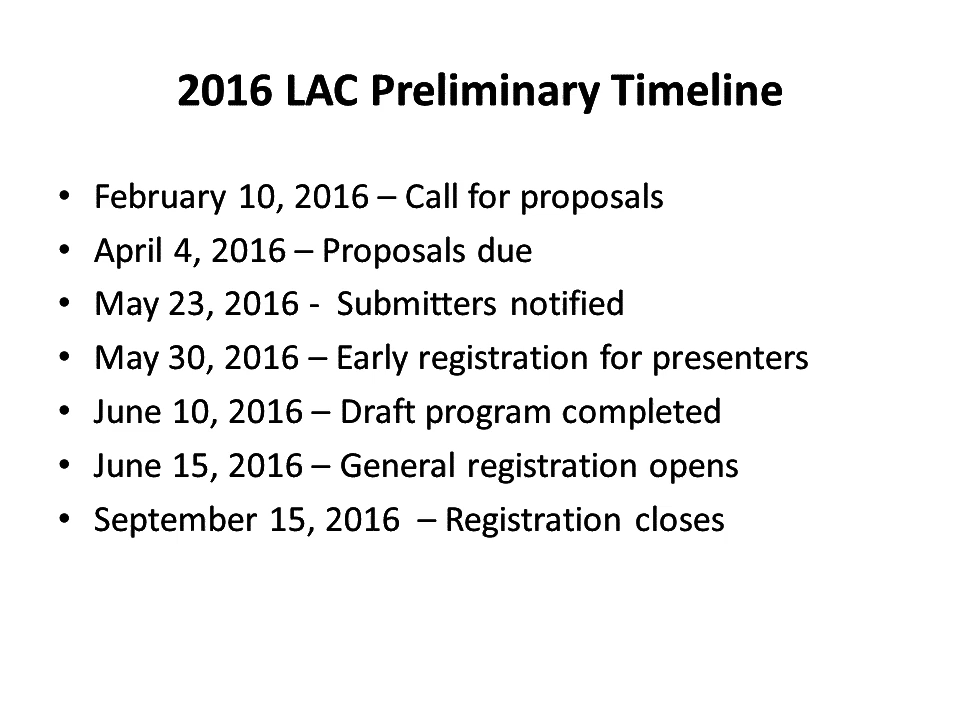 2016 LAC Preliminary Timeline
• February 10, 2016 – Call for proposals
• April 4, 2016 – Proposals due
• May 23, 2016 -  Submitters notified
• May 30, 2016 – Early registration for presenters
• June 10, 2016 – Draft program completed
• June 15, 2016 – General registration opens
• September 15, 2016  – Registration closes